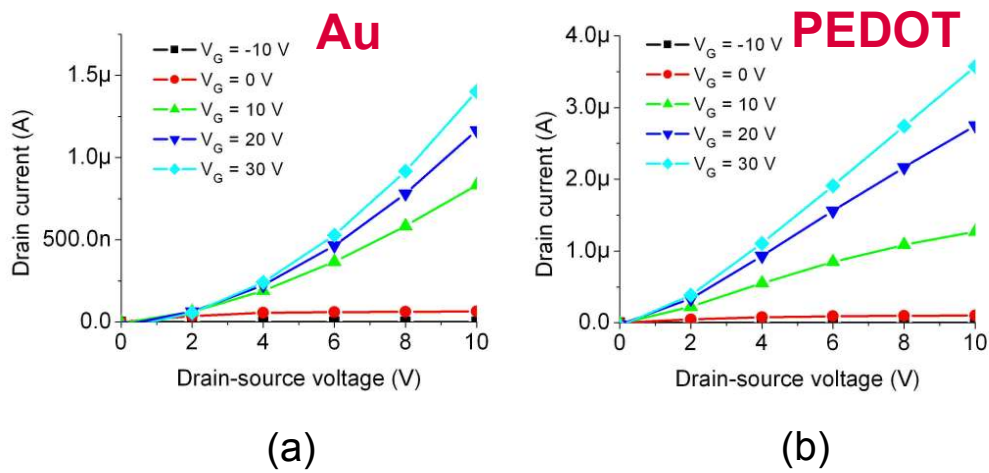 Au
V_G = -10 V
V_G = 0 V
V_G = 10 V
V_G = 20 V
V_G = 30 V
1.5µ
1.0µ
500.0n
0.0
0 2 4 6 8 10
Drain current (A)
Drain-source voltage (V)
(a)
PEDOT
V_G = -10 V
V_G = 0 V
V_G = 10 V
V_G = 20 V
V_G = 30 V
4.0µ
3.0µ
2.0µ
1.0µ
0.0
0 2 4 6 8 10
Drain current (A)
Drain-source voltage (V)
(b)